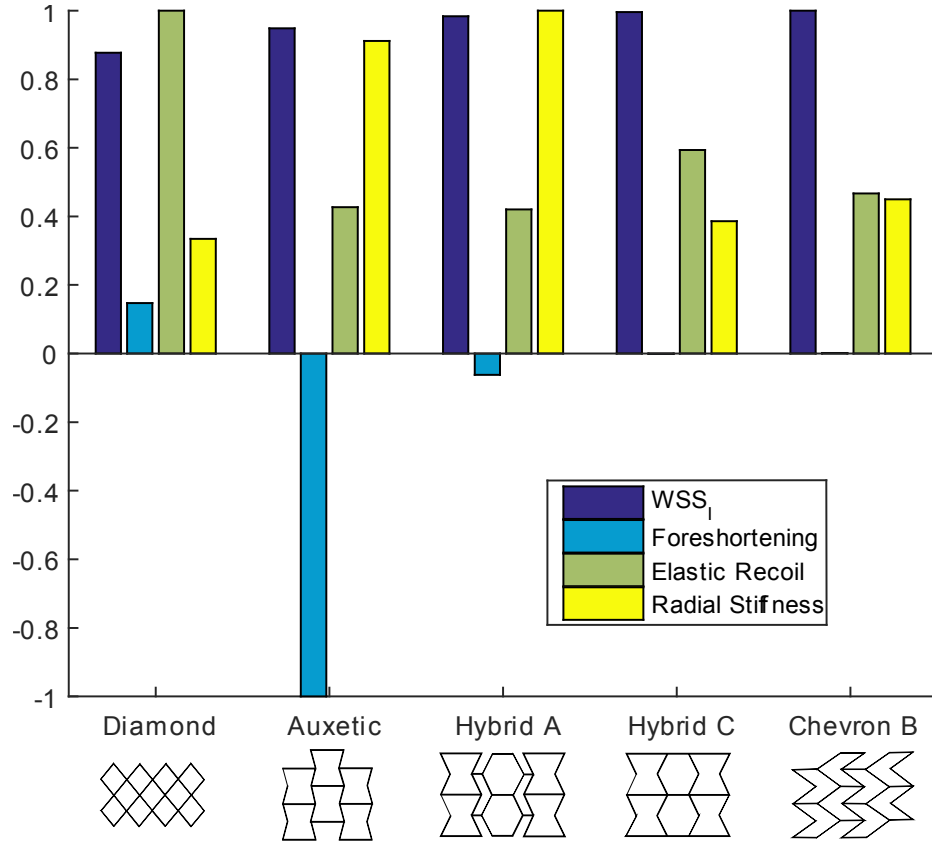 1
0.8
0.6
0.4
0.2
0
-0.2
-0.4
-0.6
-0.8
-1
WSS_l
Foreshortening
Elastic Recoil
Radial Stiffness
Diamond Auxetic Hybrid A Hybrid C Chevron B